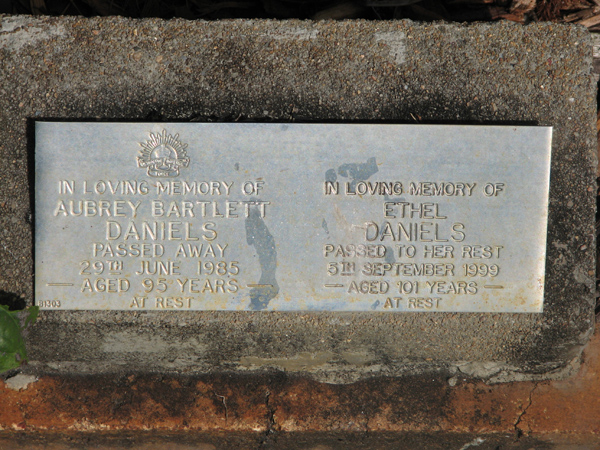 IN LOVING MEMORY OF
AUBREY BARTLETT
DANIELS
PASSED AWAY
29TH JUNE 1985
AGED 95 YEARS
AT REST
IN LOVING MEMORY OF
ETHEL
DANIELS
PASSED TO HER REST
5TH SEPTEMBER 1999
AGED 101 YEARS
AT REST